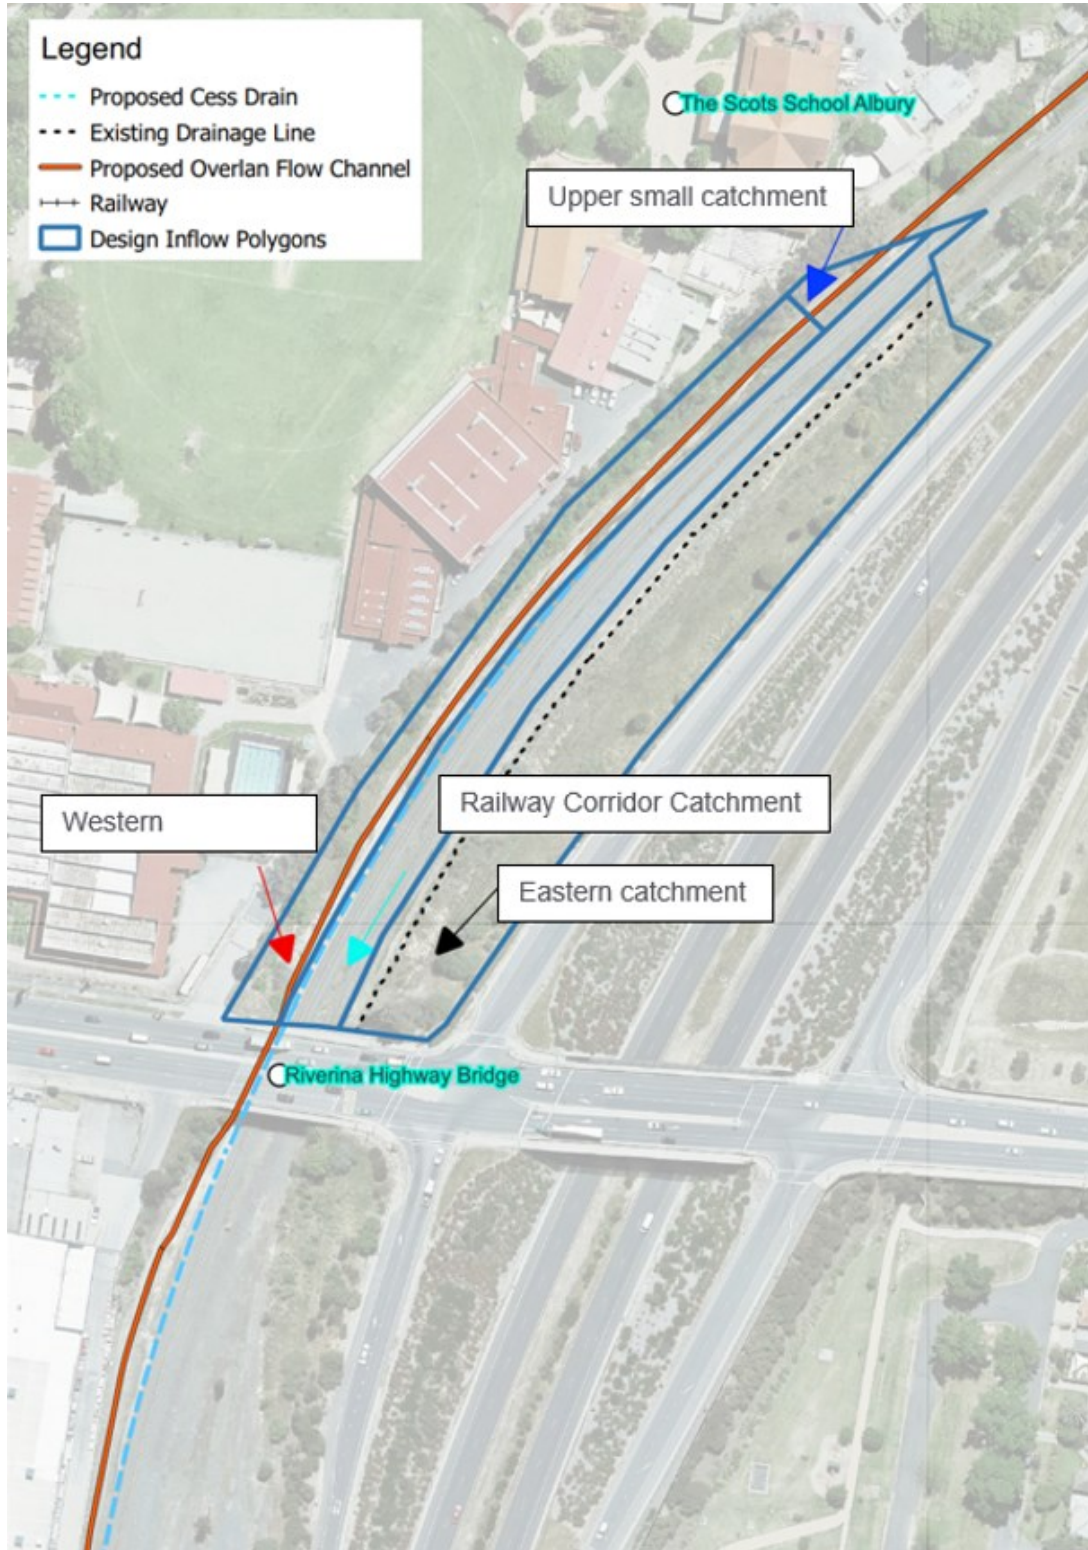 Legend
Proposed Cess Drain
Existing Drainage Line
Proposed Overlan Flow Channel
Railway
Design Inflow Polygons
The Scots School Albury
Upper small catchment
Railway Corridor Catchment
Western
Eastern catchment
Riverina Highway Bridge